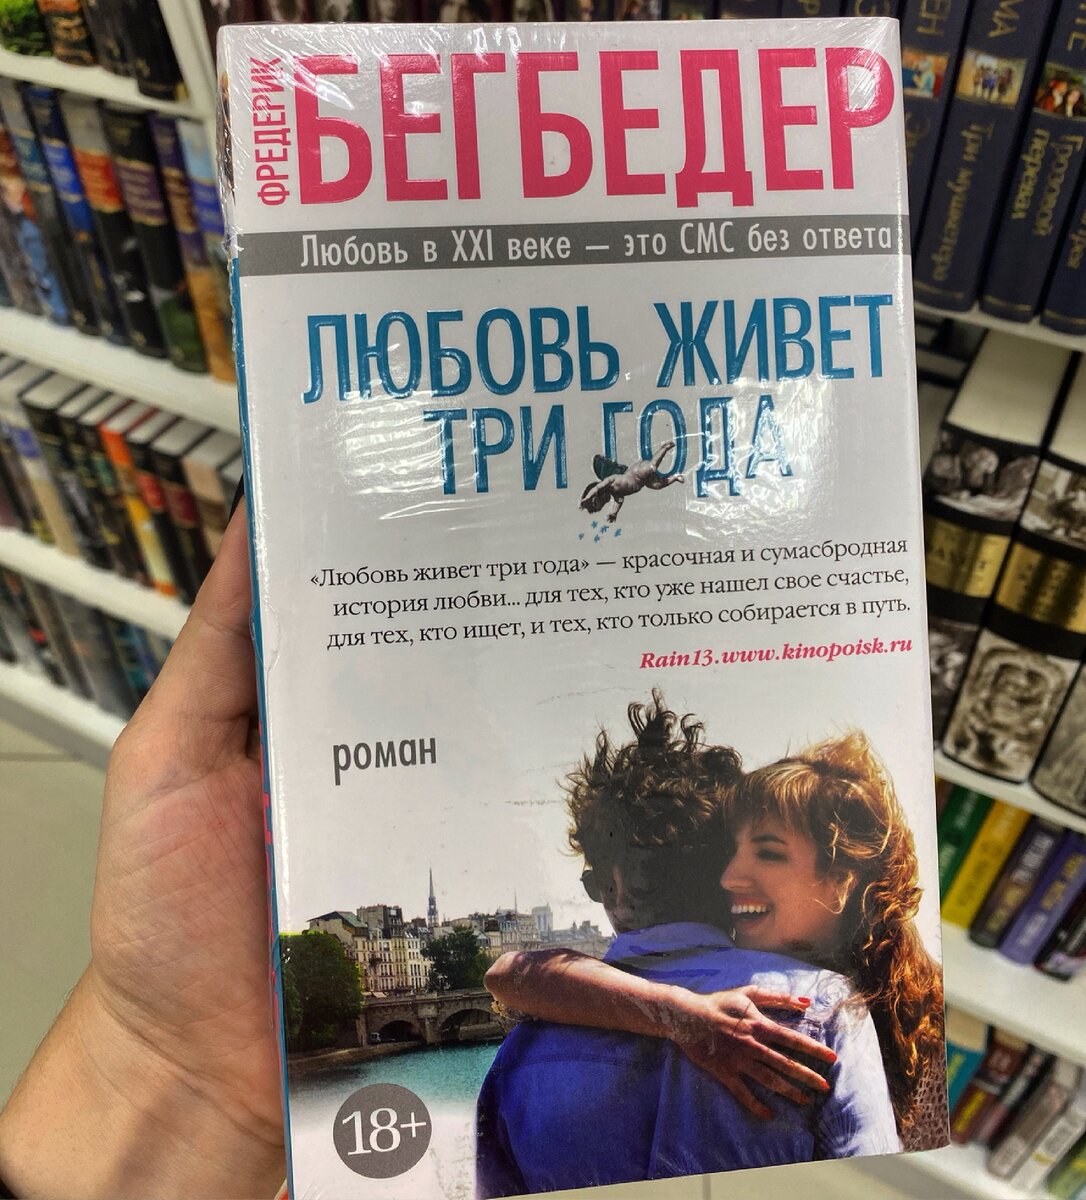 ФРЕДЕРИК
БЕГБЕДЕР
Любовь в XXI веке — это СМС без ответа
ЛЮБОВЬ ЖИВЕТ
ТРИ ГОДА
«Любовь живет три года» — красочная и сумасбродная
история любви... для тех, кто уже нашел свое счастье,
для тех, кто ищет, и тех, кто только собирается в путь.
Rain13.www.kinopoisk.ru
роман
18+
Три мушкетера